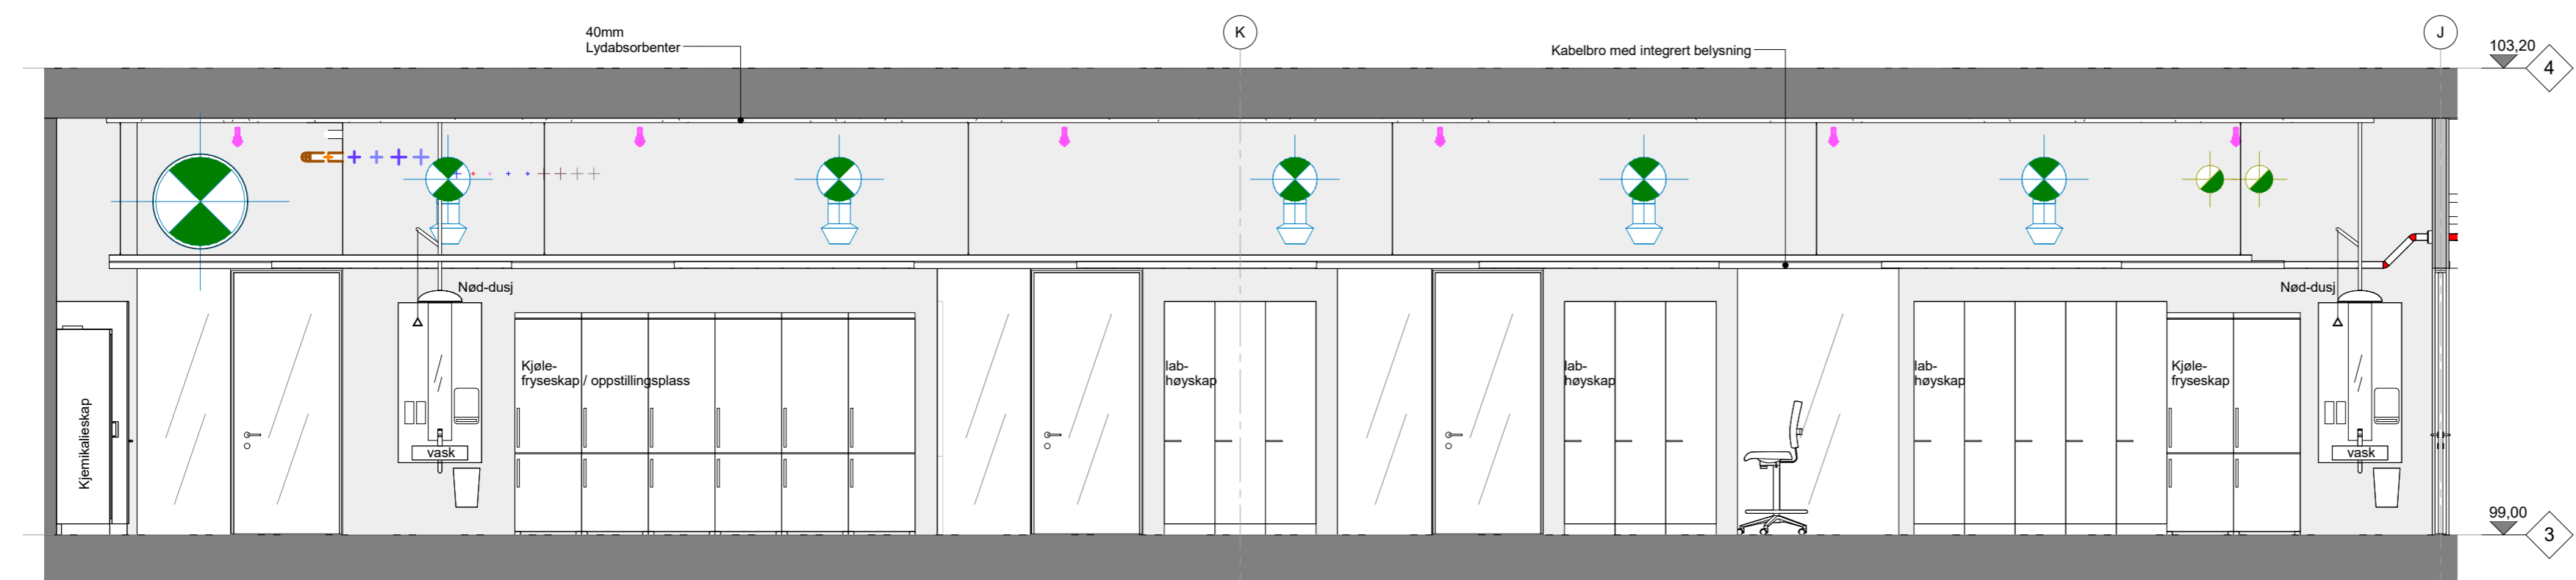 40mm
Lydabsorbenter
K
Kabelbro med integrert belysning
J
103,20
4
Nød-dusj
Nød-dusj
Kjøle-
fryseskap / oppstillingsplass
lab-
høyskap
lab-
høyskap
lab-
høyskap
Kjøle-
fryseskap
Kjemikalieskap
vask
vask
99,00
3